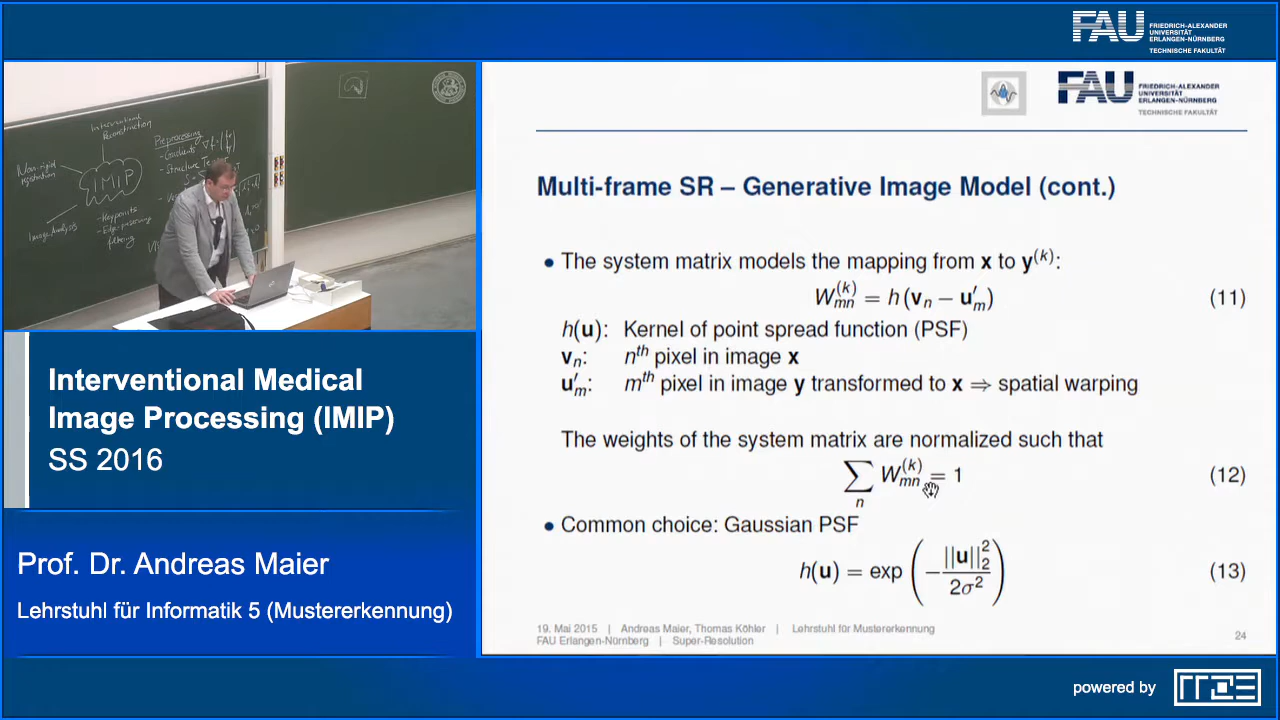 FAU FRIEDRICH-ALEXANDER
UNIVERSITÄT
ERLANGEN-NÜRNBERG
TECHNISCHE FAKULTÄT
Interventional
Reconstruction
Non-rigid
registration
IMIP
Image Analysis
- Keypoints
- Edge-preserving
filtering
Preprocessing
- Gradients
- Structure
Interventional Medical
Image Processing (IMIP)
SS 2016
Prof. Dr. Andreas Maier
Lehrstuhl für Informatik 5 (Mustererkennung)
FAU FRIEDRICH-ALEXANDER
UNIVERSITÄT
ERLANGEN-NÜRNBERG
TECHNISCHE FAKULTÄT
Multi-frame SR – Generative Image Model (cont.)
• The system matrix models the mapping from x to y^(k):
W_mn^(k) = h (v_n − u′_m) (11)
h(u): Kernel of point spread function (PSF)
v_n: n^th pixel in image x
u′_m: m^th pixel in image y transformed to x ⇒ spatial warping
The weights of the system matrix are normalized such that
∑_n W_mn^(k) = 1 (12)
• Common choice: Gaussian PSF
h(u) = exp (−||u||_2^2 / 2σ^2) (13)
19. Mai 2015 | Andreas Maier, Thomas Köhler | Lehrstuhl für Mustererkennung
FAU Erlangen-Nürnberg | Super-Resolution
24
powered by